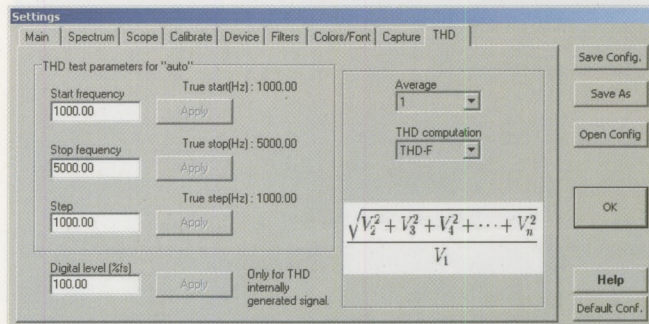 Settings
Main Spectrum Scope Calibrate Device Filters Colors/Font Capture THD
THD test parameters for "auto"
Start frequency
True start(Hz) : 1000.00
1000.00
Apply
Stop fequency
True stop(Hz) : 5000.00
5000.00
Apply
Step
True step(Hz) : 1000.00
1000.00
Apply
Digital level (%fs)
100.00
Apply
Only for THD
internally
generated signal.
Average
1
THD computation
THD-F
√(V₂² + V₃² + V₄² + ··· + Vₙ²)
V₁
Save Config.
Save As
Open Config
OK
Help
Default Conf.